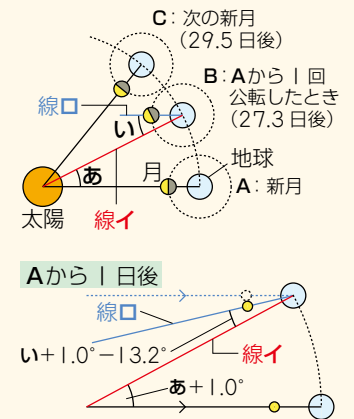 C：次の新月
（29.5日後）
B：Aから1回
公転したとき
（27.3日後）
線ロ
い
あ
月
地球
A：新月
太陽
線イ
Aから1日後
線ロ
い+1.0°−13.2°
線イ
あ+1.0°